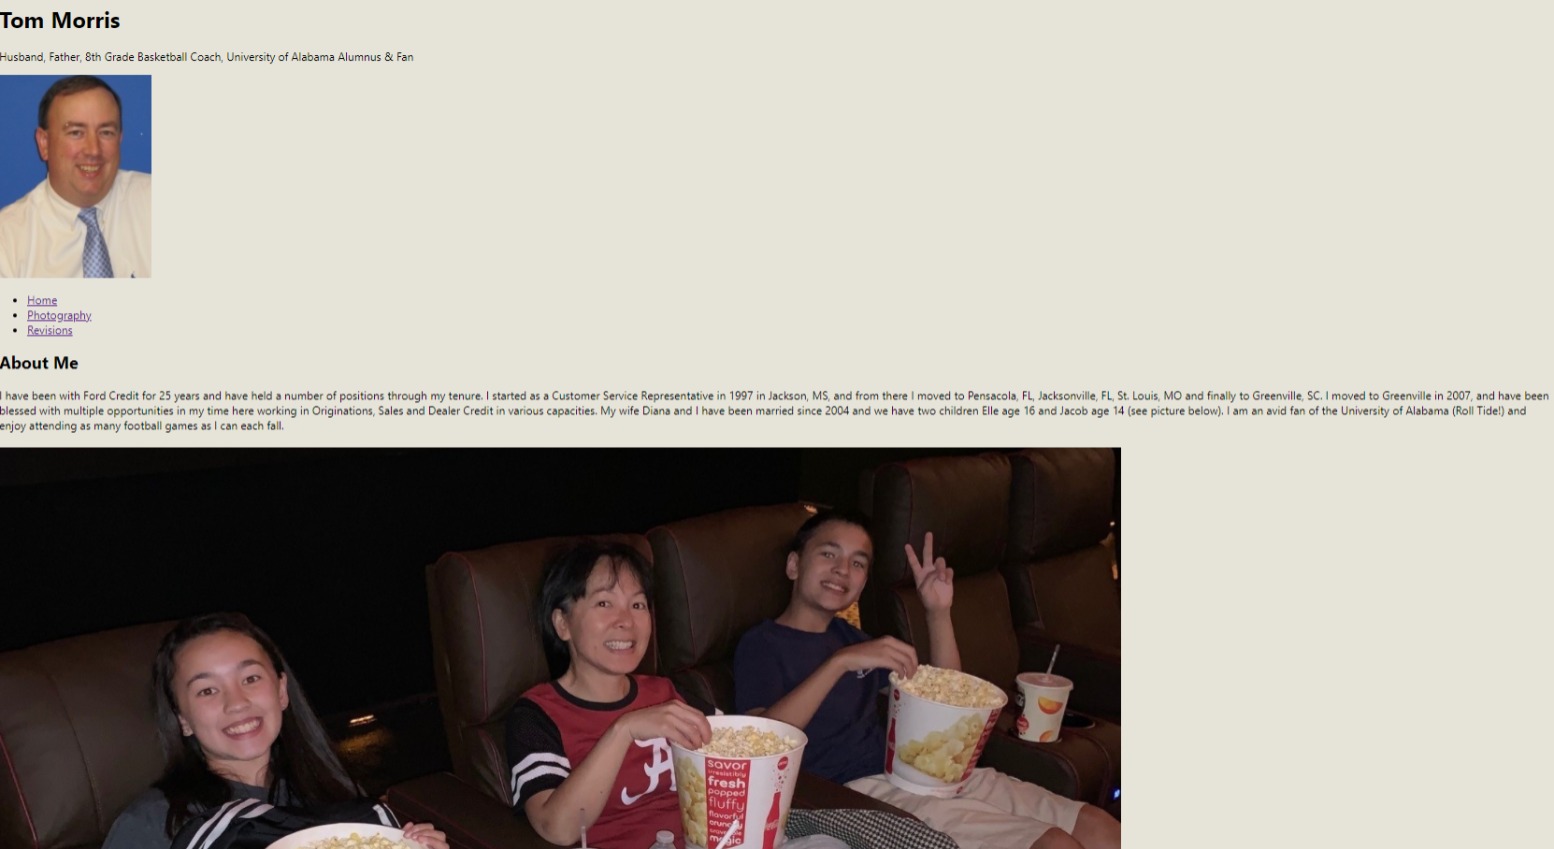 Tom Morris
Husband, Father, 8th Grade Basketball Coach, University of Alabama Alumnus & Fan
Home
Photography
Revisions
About Me
I have been with Ford Credit for 25 years and have held a number of positions through my tenure. I started as a Customer Service Representative in 1997 in Jackson, MS, and from there I moved to Pensacola, FL, Jacksonville, FL, St. Louis, MO and finally to Greenville, SC. I moved to Greenville in 2007, and have been
blessed with multiple opportunities in my time here working in Originations, Sales and Dealer Credit in various capacities. My wife Diana and I have been married since 2004 and we have two children Elle age 16 and Jacob age 14 (see picture below). I am an avid fan of the University of Alabama (Roll Tide!) and
enjoy attending as many football games as I can each fall.
A
savor
irresistibly
fresh
popped
fluffy
flavorful
magic